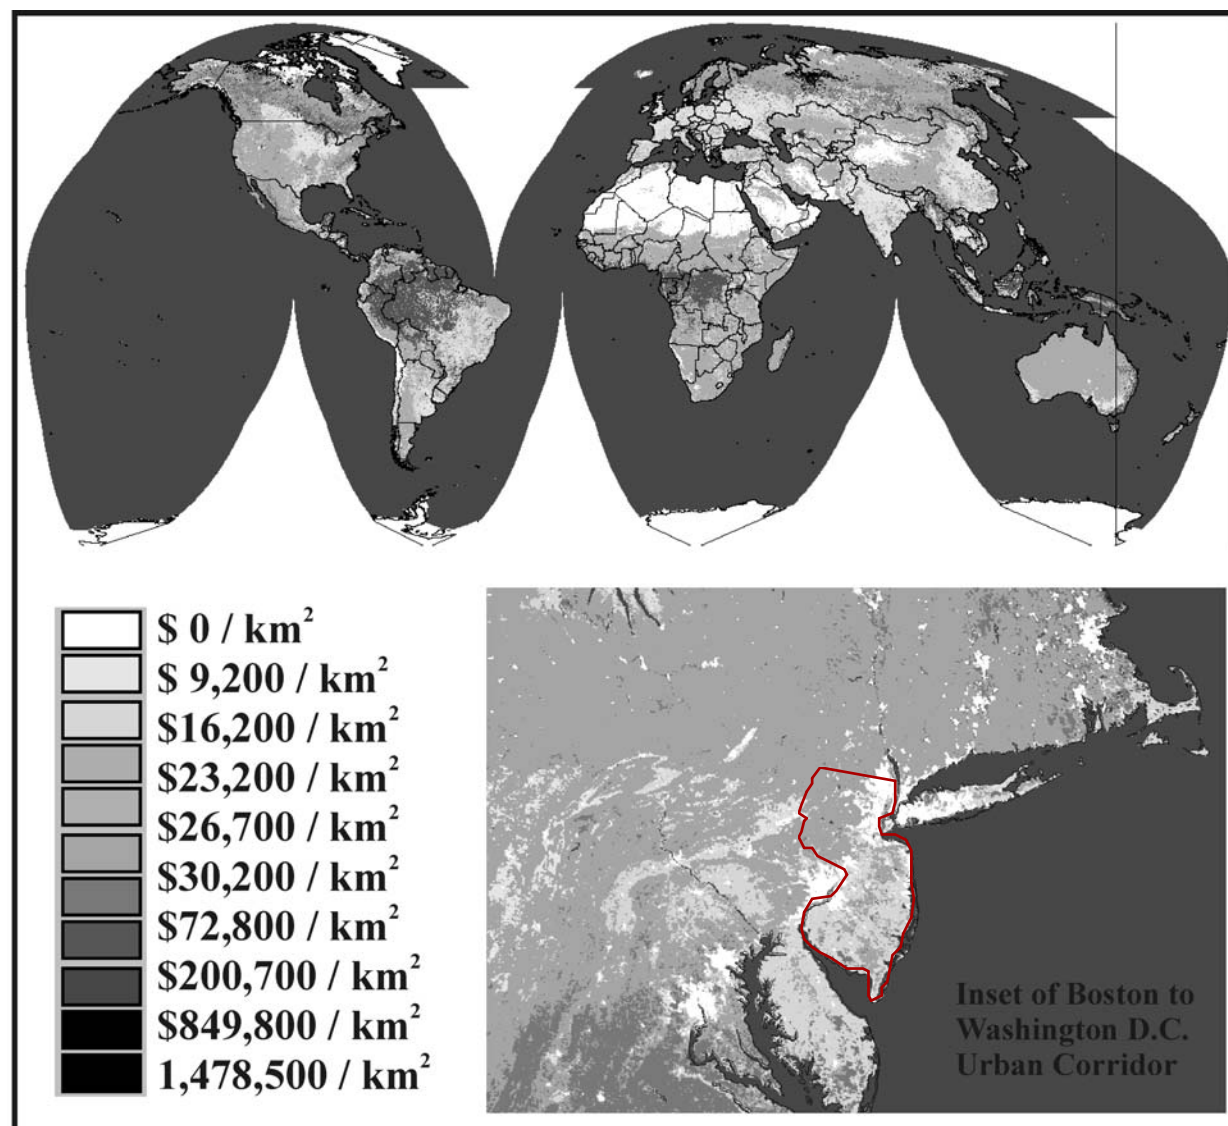 $ 0 / km²
$ 9,200 / km²
$16,200 / km²
$23,200 / km²
$26,700 / km²
$30,200 / km²
$72,800 / km²
$200,700 / km²
$849,800 / km²
1,478,500 / km²
Inset of Boston to
Washington D.C.
Urban Corridor